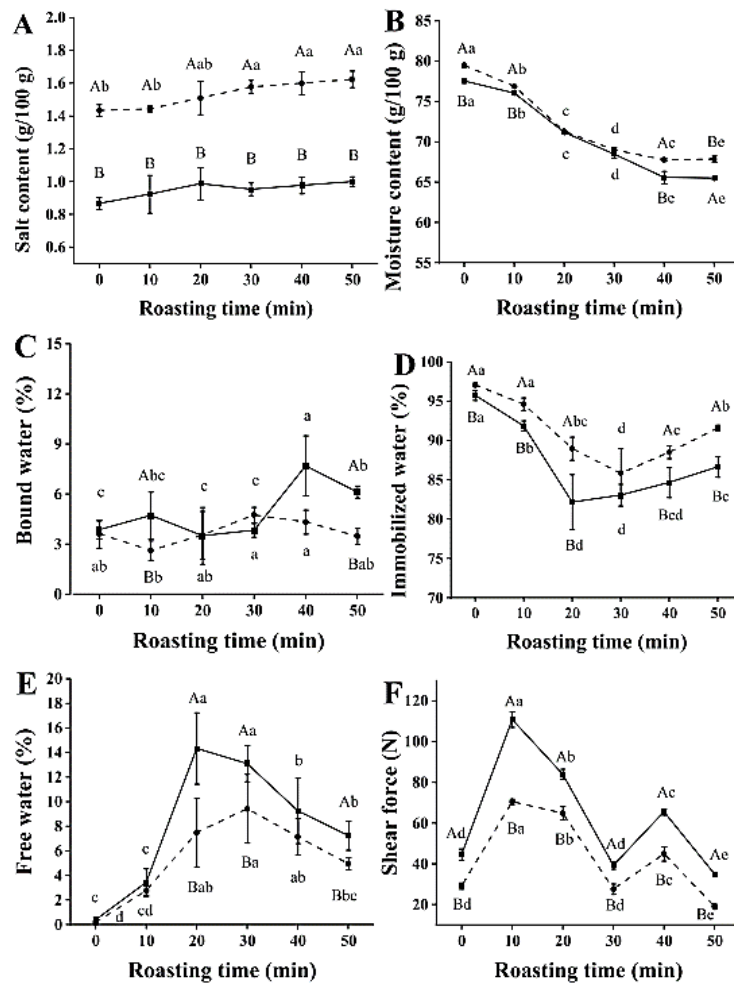 A
Salt content (g/100 g)
2.0
1.8
1.6
1.4
1.2
1.0
0.8
0.6
Ab Ab Aab Aa Aa Aa
B B B B B B
0 10 20 30 40 50
Roasting time (min)
B
Moisture content (g/100 g)
85
80
75
70
65
60
55
Aa Ab c d Ac Be
Ba Bb c d Be Ae
0 10 20 30 40 50
Roasting time (min)
C
Bound water (%)
15
12
9
6
3
0
c Abc c c a Ab
ab Bb ab a a Bab
0 10 20 30 40 50
Roasting time (min)
D
Immobilized water (%)
100
95
90
85
80
75
70
Aa Aa Abc d Ac Ab
Ba Bb Bd d Bcd Bc
0 10 20 30 40 50
Roasting time (min)
E
Free water (%)
20
18
16
14
12
10
8
6
4
2
0
c c Aa Aa b Ab
d cd Bab Ba ab Bbc
0 10 20 30 40 50
Roasting time (min)
F
Shear force (N)
120
100
80
60
40
20
Ad Aa Ab Ad Ac Ae
Bd Ba Bb Bd Bc Be
0 10 20 30 40 50
Roasting time (min)